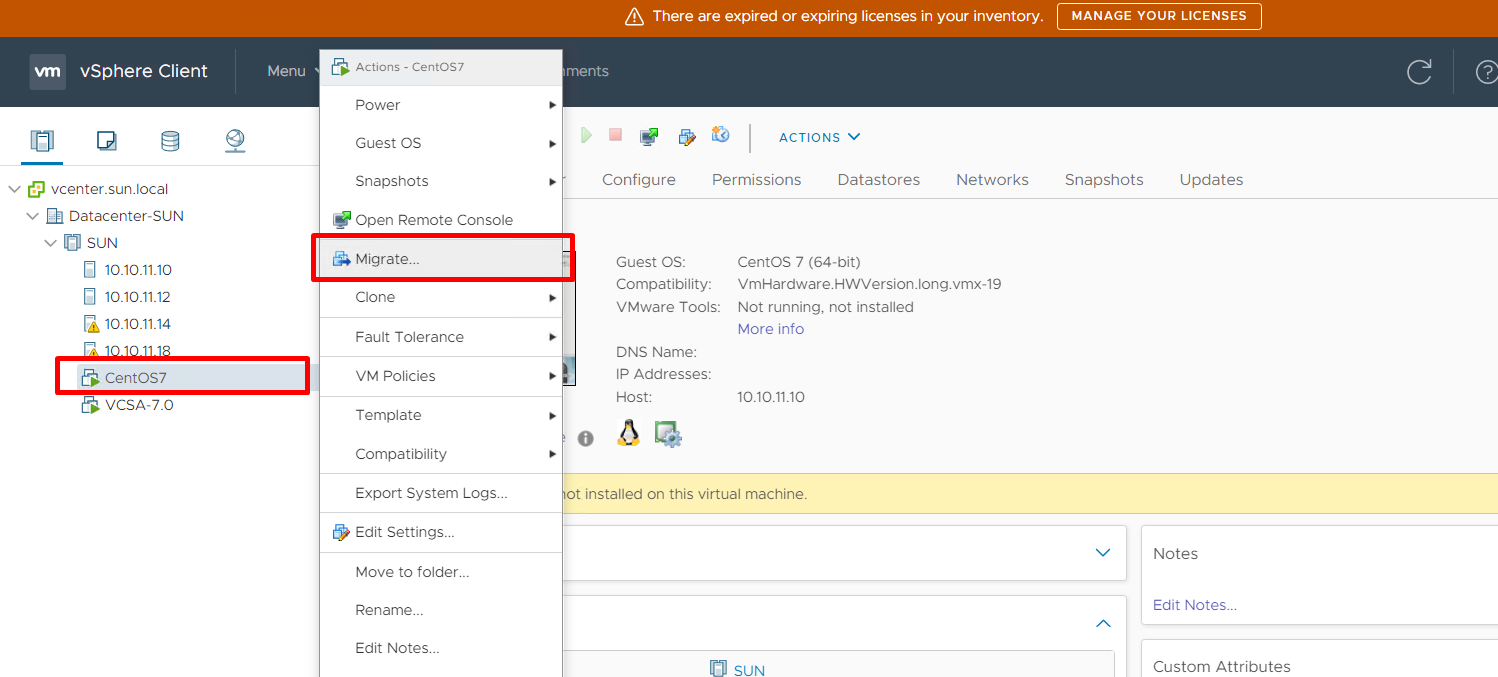 There are expired or expiring licenses in your inventory. MANAGE YOUR LICENSES
vm vSphere Client Menu
Actions - CentOS7
Power
Guest OS
Snapshots
Open Remote Console
Migrate...
Clone
Fault Tolerance
VM Policies
Template
Compatibility
Export System Logs...
Edit Settings...
Move to folder...
Rename...
Edit Notes...
vcenter.sun.local
Datacenter-SUN
SUN
10.10.11.10
10.10.11.12
10.10.11.14
10.10.11.18
CentOS7
VCSA-7.0
ACTIONS
Configure Permissions Datastores Networks Snapshots Updates
Guest OS: CentOS 7 (64-bit)
Compatibility: VmHardware.HWVersion.long.vmx-19
VMware Tools: Not running, not installed
More info
DNS Name:
IP Addresses:
Host: 10.10.11.10
not installed on this virtual machine.
Notes
Edit Notes...
Custom Attributes
SUN